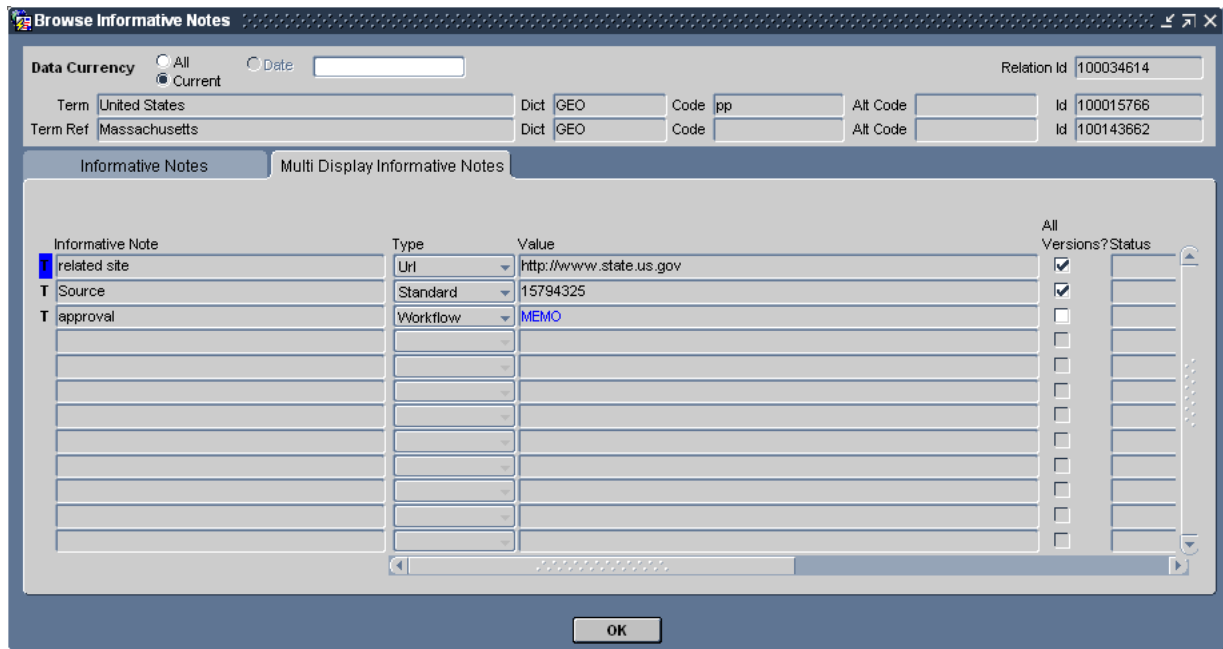 Browse Informative Notes
Data Currency All Current Date Relation Id 100034614
Term United States Dict GEO Code pp Alt Code Id 100015766
Term Ref Massachusetts Dict GEO Code Alt Code Id 100143662
Informative Notes Multi Display Informative Notes
All
Informative Note Type Value Versions? Status
T related site Url http://www.state.us.gov
T Source Standard 15794325
T approval Workflow MEMO
OK